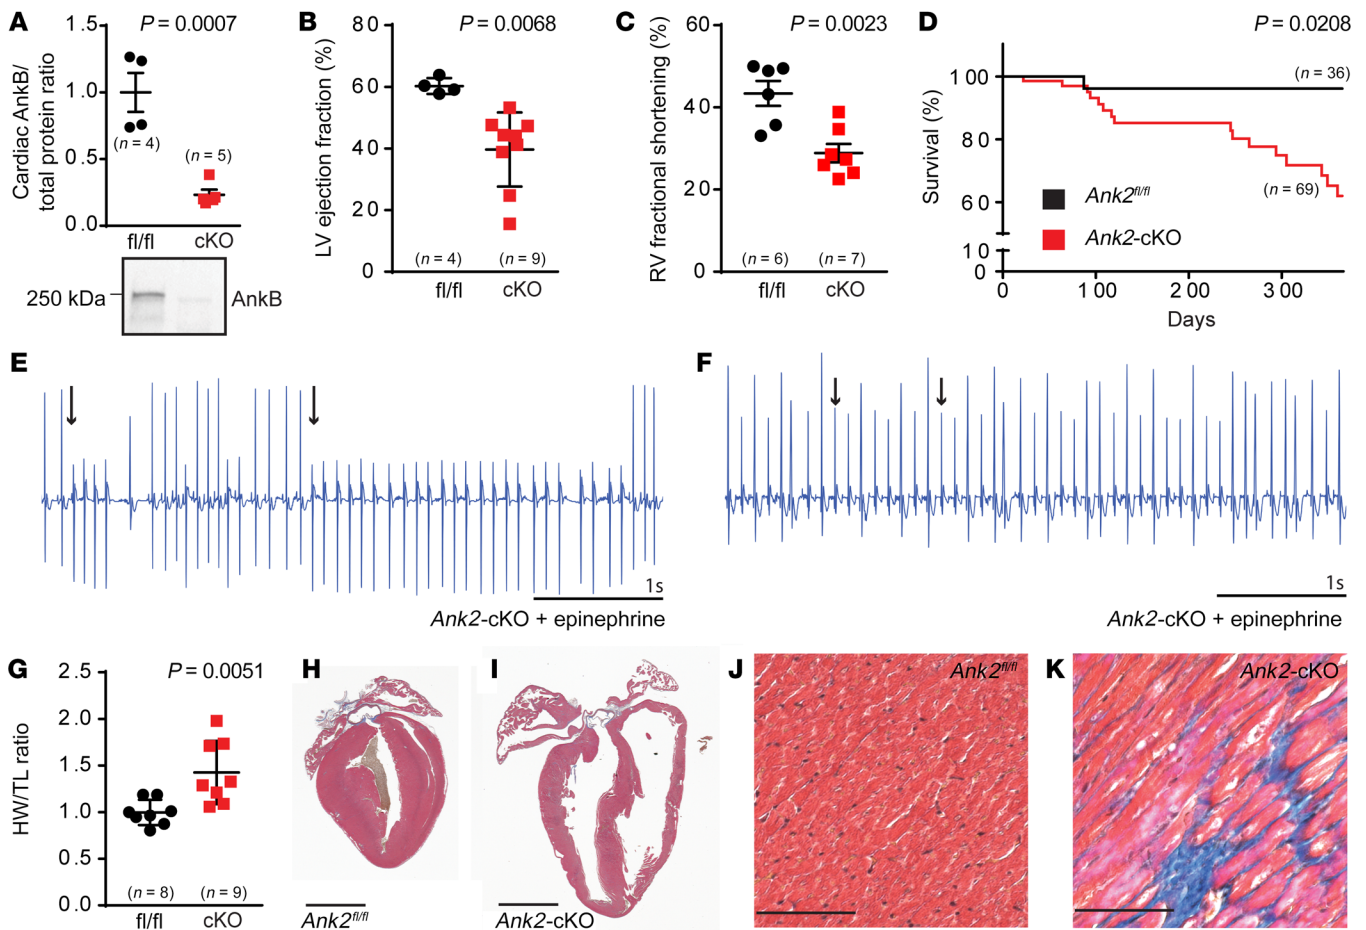 A
P = 0.0007
Cardiac AnkB/
total protein ratio
1.5
1.0
0.5
0.0
(n = 4)
(n = 5)
fl/fl
cKO
250 kDa
AnkB
B
P = 0.0068
LV ejection fraction (%)
80
60
40
20
0
(n = 4)
(n = 9)
fl/fl
cKO
C
P = 0.0023
RV fractional shortening (%)
60
40
20
0
(n = 6)
(n = 7)
fl/fl
cKO
D
P = 0.0208
Survival (%)
100
80
60
10
0
(n = 36)
(n = 69)
Ank2fl/fl
Ank2-cKO
0
100
200
300
Days
E
1s
Ank2-cKO + epinephrine
F
1s
Ank2-cKO + epinephrine
G
P = 0.0051
HW/TL ratio
2.5
2.0
1.5
1.0
0.5
0.0
(n = 8)
(n = 9)
fl/fl
cKO
H
Ank2fl/fl
I
Ank2-cKO
J
Ank2fl/fl
K
Ank2-cKO